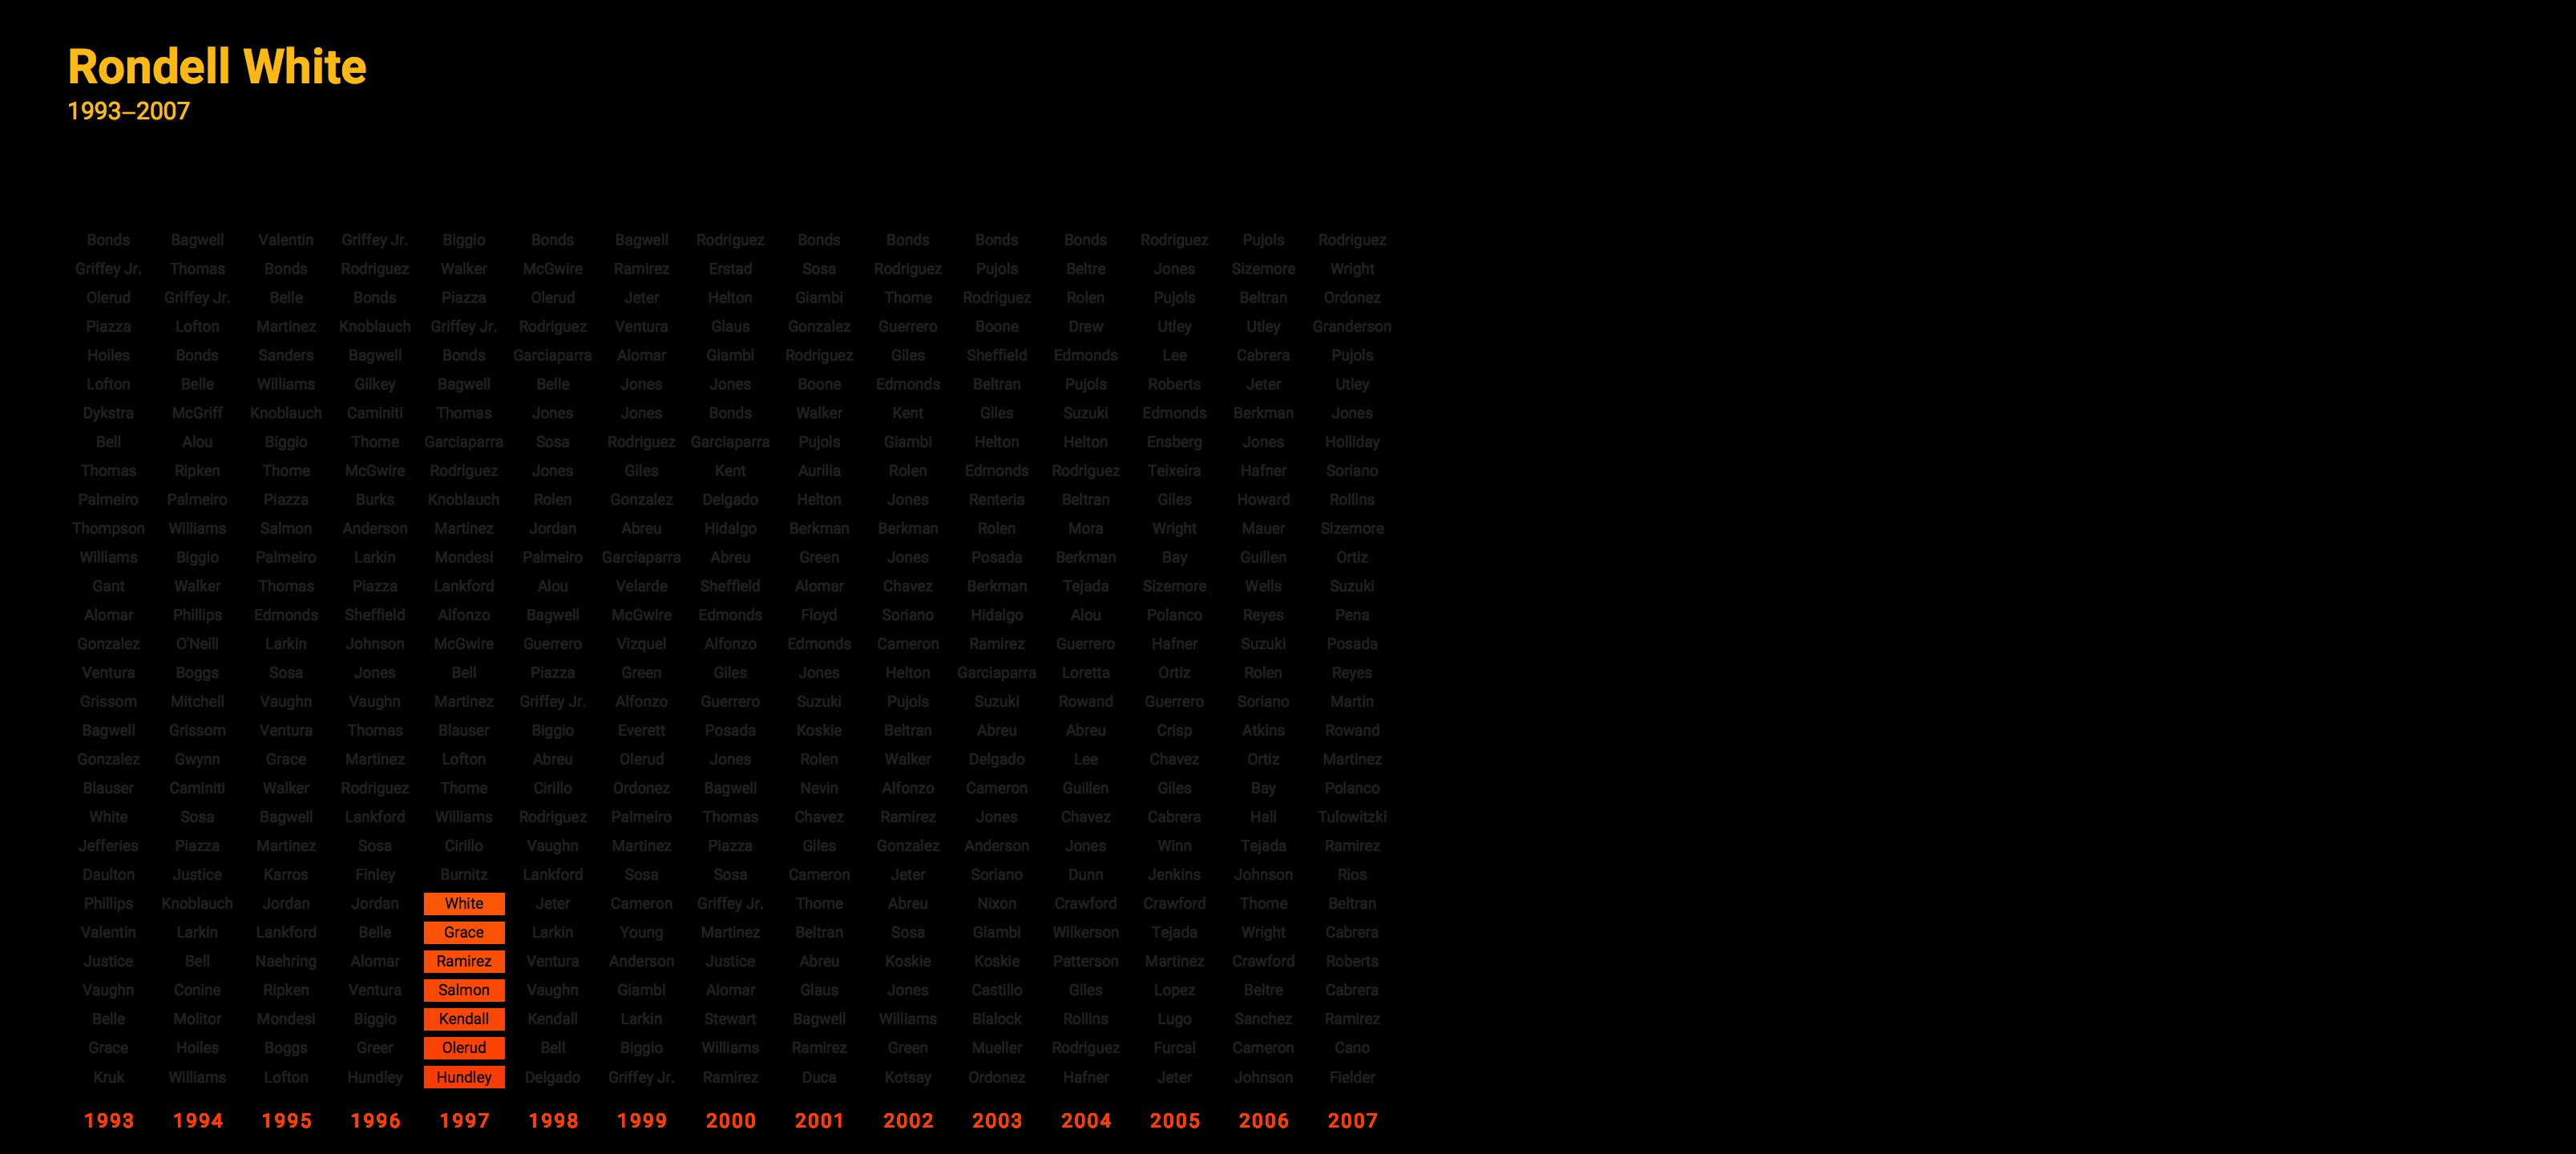 Rondell White
1993–2007
Bonds Bagwell Valentin Griffey Jr. Biggio Bonds Bagwell Rodriguez Bonds Bonds Bonds Bonds Rodriguez Pujols Rodriguez
Griffey Jr. Thomas Bonds Rodriguez Walker McGwire Ramirez Erstad Sosa Rodriguez Pujols Beltre Jones Sizemore Wright
Olerud Griffey Jr. Belle Bonds Piazza Olerud Jeter Helton Giambi Thome Rodriguez Rolen Pujols Beltran Ordonez
Piazza Lofton Martinez Knoblauch Griffey Jr. Rodriguez Ventura Glaus Gonzalez Guerrero Boone Drew Utley Utley Granderson
Hoiles Bonds Sanders Bagwell Bonds Garciaparra Alomar Giambi Rodriguez Giles Sheffield Edmonds Lee Cabrera Pujols
Lofton Belle Williams Gilkey Bagwell Belle Jones Jones Boone Edmonds Beltran Pujols Roberts Jeter Utley
Dykstra McGriff Knoblauch Caminiti Thomas Jones Jones Bonds Walker Kent Giles Suzuki Edmonds Berkman Jones
Bell Alou Biggio Thome Garciaparra Sosa Rodriguez Garciaparra Pujols Giambi Helton Helton Ensberg Jones Holliday
Thomas Ripken Thome McGwire Rodriguez Jones Giles Kent Aurilia Rolen Edmonds Rodriguez Teixeira Hafner Soriano
Palmeiro Palmeiro Piazza Burks Knoblauch Rolen Gonzalez Delgado Helton Jones Renteria Beltran Giles Howard Rollins
Thompson Williams Salmon Anderson Martinez Jordan Abreu Hidalgo Berkman Berkman Rolen Mora Wright Mauer Sizemore
Williams Biggio Palmeiro Larkin Mondesi Palmeiro Garciaparra Abreu Green Jones Posada Berkman Bay Guillen Ortiz
Gant Walker Thomas Piazza Lankford Alou Velarde Sheffield Alomar Chavez Berkman Tejada Sizemore Wells Suzuki
Alomar Phillips Edmonds Sheffield Alfonzo Bagwell McGwire Edmonds Floyd Soriano Hidalgo Alou Polanco Reyes Pena
Gonzalez O'Neill Larkin Johnson McGwire Guerrero Vizquel Alfonzo Edmonds Cameron Ramirez Guerrero Hafner Suzuki Posada
Ventura Boggs Sosa Jones Bell Piazza Green Giles Jones Helton Garciaparra Loretta Ortiz Rolen Reyes
Grissom Mitchell Vaughn Vaughn Martinez Griffey Jr. Alfonzo Guerrero Suzuki Pujols Suzuki Rowand Guerrero Soriano Martin
Bagwell Grissom Ventura Thomas Blauser Biggio Everett Posada Koskie Beltran Abreu Abreu Crisp Atkins Rowand
Gonzalez Gwynn Grace Martinez Lofton Abreu Olerud Jones Rolen Walker Delgado Lee Chavez Ortiz Martinez
Blauser Caminiti Walker Rodriguez Thome Cirillo Ordonez Bagwell Nevin Alfonzo Cameron Guillen Giles Bay Polanco
White Sosa Bagwell Lankford Williams Rodriguez Palmeiro Thomas Chavez Ramirez Jones Chavez Cabrera Hall Tulowitzki
Jefferies Piazza Martinez Sosa Cirillo Vaughn Martinez Piazza Giles Gonzalez Anderson Jones Winn Tejada Ramirez
Daulton Justice Karros Finley Burnitz Lankford Sosa Sosa Cameron Jeter Soriano Dunn Jenkins Johnson Rios
Phillips Knoblauch Jordan Jordan White Jeter Cameron Griffey Jr. Thome Abreu Nixon Crawford Crawford Thome Beltran
Valentin Larkin Lankford Belle Grace Larkin Young Martinez Beltran Sosa Giambi Wilkerson Tejada Wright Cabrera
Justice Bell Naehring Alomar Ramirez Ventura Anderson Justice Abreu Koskie Koskie Patterson Martinez Crawford Roberts
Vaughn Conine Ripken Ventura Salmon Vaughn Giambi Alomar Glaus Jones Castillo Giles Lopez Beltre Cabrera
Belle Molitor Mondesi Biggio Kendall Kendall Larkin Stewart Bagwell Williams Blalock Rollins Lugo Sanchez Ramirez
Grace Hoiles Boggs Greer Olerud Bell Biggio Williams Ramirez Green Mueller Rodriguez Furcal Cameron Cano
Kruk Williams Lofton Hundley Hundley Delgado Griffey Jr. Ramirez Duca Kotsay Ordonez Hafner Jeter Johnson Fielder
1993 1994 1995 1996 1997 1998 1999 2000 2001 2002 2003 2004 2005 2006 2007